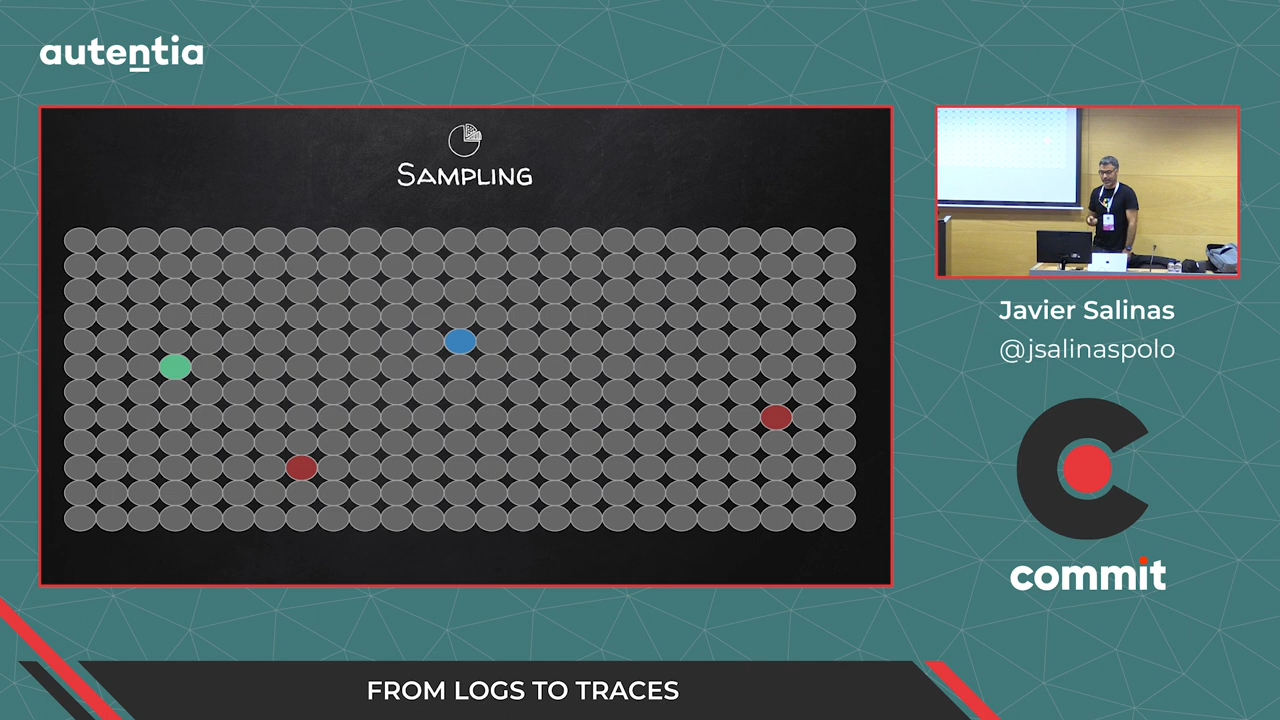 autentia
SAMPLING
Javier Salinas
@jsalinaspolo
commit
FROM LOGS TO TRACES